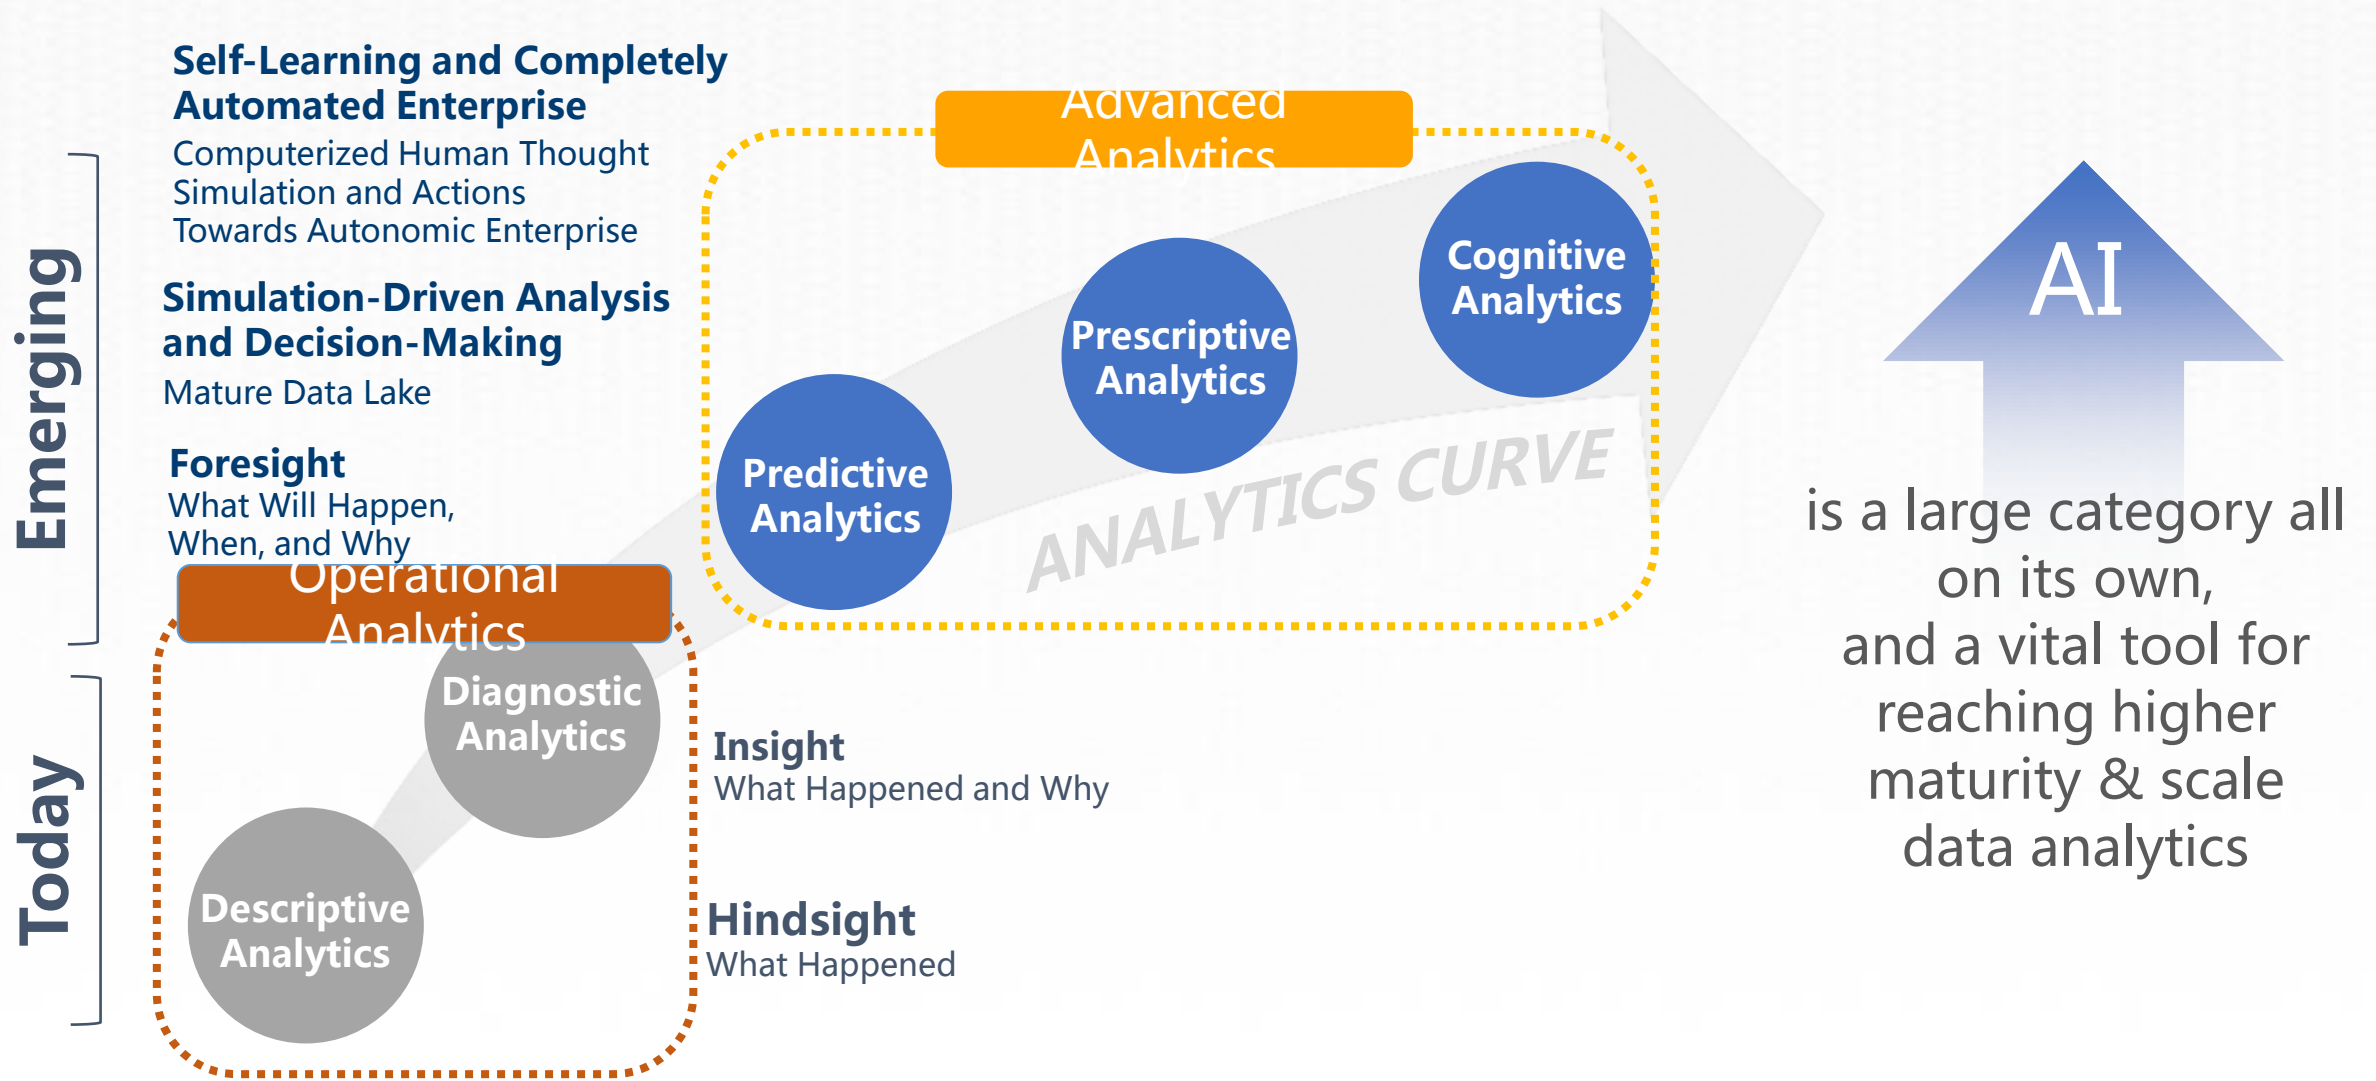 Self-Learning and Completely
Automated Enterprise
Computerized Human Thought
Simulation and Actions
Towards Autonomic Enterprise
Simulation-Driven Analysis
and Decision-Making
Mature Data Lake
Foresight
What Will Happen,
When, and Why
Emerging
Today
Operational
Analytics
Advanced
Analytics
Descriptive
Analytics
Diagnostic
Analytics
Predictive
Analytics
Prescriptive
Analytics
Cognitive
Analytics
ANALYTICS CURVE
Insight
What Happened and Why
Hindsight
What Happened
AI
is a large category all
on its own,
and a vital tool for
reaching higher
maturity & scale
data analytics